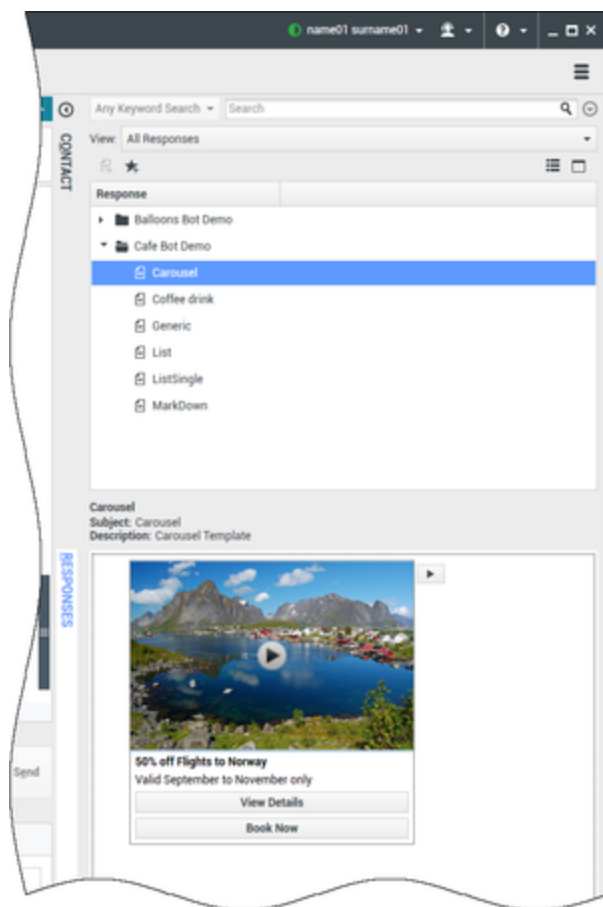 name01 surname01
Any Keyword Search
Search
CONTACT
View: All Responses
Response
Balloons Bot Demo
Cafe Bot Demo
Carousel
Coffee drink
Generic
List
ListSingle
MarkDown
Carousel
Subject: Carousel
Description: Carousel Template
RESPONSES
50% off Flights to Norway
Valid September to November only
Send
View Details
Book Now